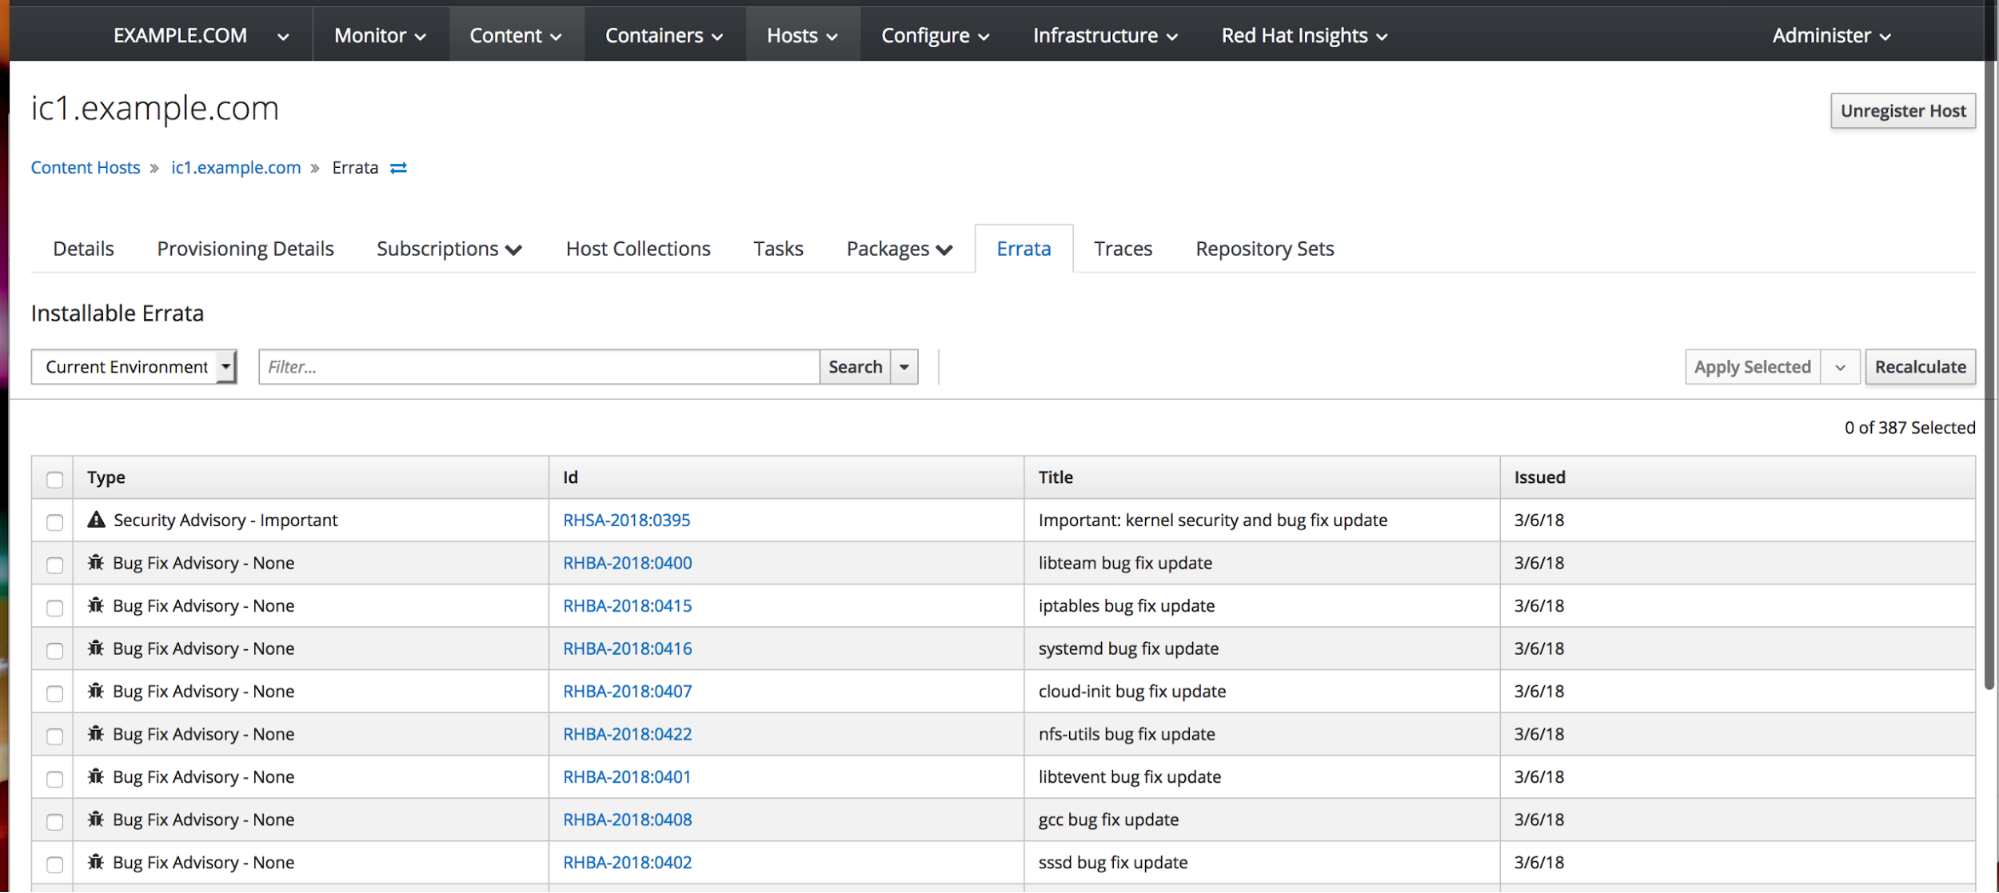 EXAMPLE.COM Monitor Content Containers Hosts Configure Infrastructure Red Hat Insights Administer
ic1.example.com
Unregister Host
Content Hosts » ic1.example.com » Errata
Details Provisioning Details Subscriptions Host Collections Tasks Packages Errata Traces Repository Sets
Installable Errata
Current Environment Filter... Search Apply Selected Recalculate
0 of 387 Selected
Type Id Title Issued
Security Advisory - Important RHSA-2018:0395 Important: kernel security and bug fix update 3/6/18
Bug Fix Advisory - None RHBA-2018:0400 libteam bug fix update 3/6/18
Bug Fix Advisory - None RHBA-2018:0415 iptables bug fix update 3/6/18
Bug Fix Advisory - None RHBA-2018:0416 systemd bug fix update 3/6/18
Bug Fix Advisory - None RHBA-2018:0407 cloud-init bug fix update 3/6/18
Bug Fix Advisory - None RHBA-2018:0422 nfs-utils bug fix update 3/6/18
Bug Fix Advisory - None RHBA-2018:0401 libtevent bug fix update 3/6/18
Bug Fix Advisory - None RHBA-2018:0408 gcc bug fix update 3/6/18
Bug Fix Advisory - None RHBA-2018:0402 sssd bug fix update 3/6/18